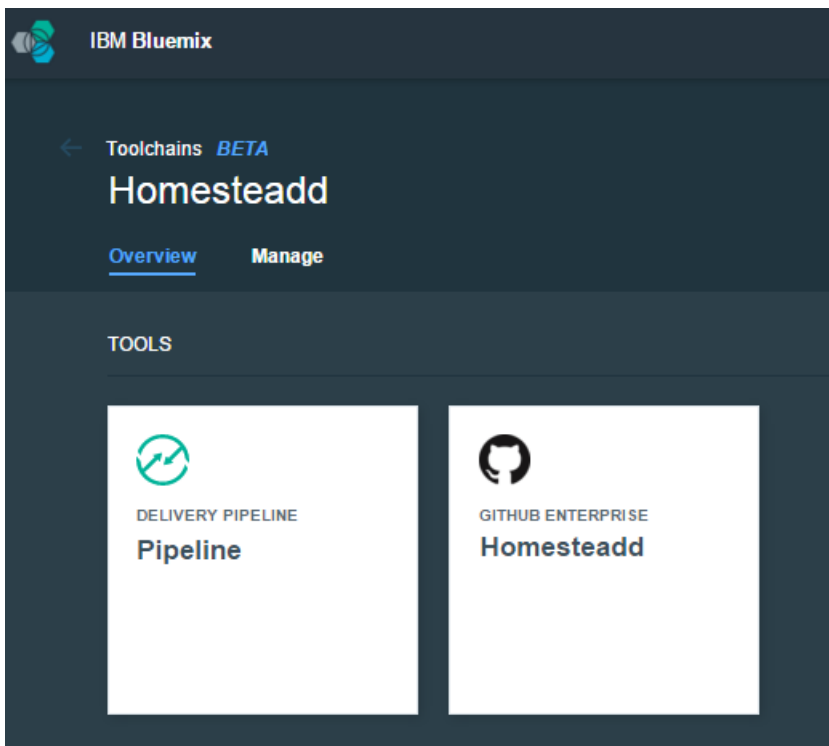 IBM Bluemix
Toolchains BETA
Homesteadd
Overview Manage
TOOLS
DELIVERY PIPELINE
Pipeline
GITHUB ENTERPRISE
Homesteadd